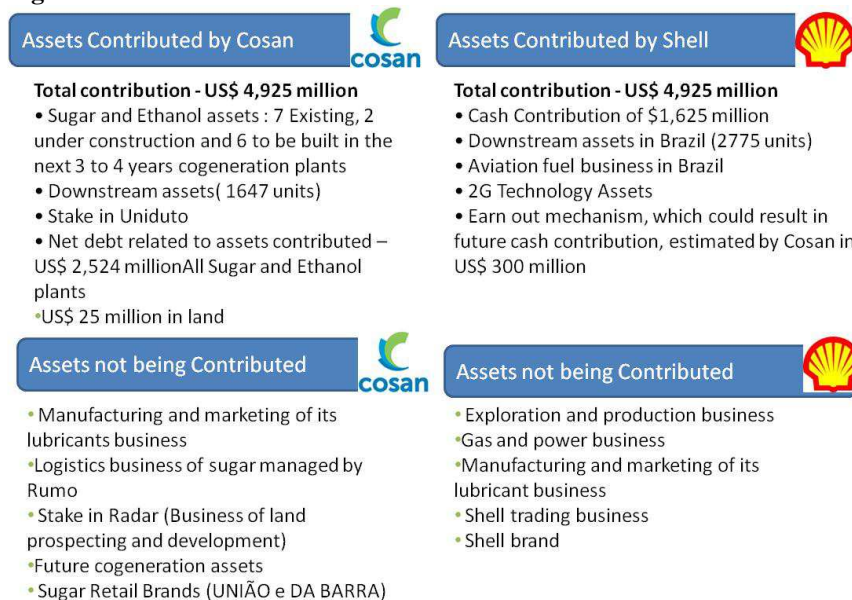 Assets Contributed by Cosan
cosan
Total contribution - US$ 4,925 million
• Sugar and Ethanol assets : 7 Existing, 2
under construction and 6 to be built in the
next 3 to 4 years cogeneration plants
• Downstream assets( 1647 units)
• Stake in Uniduto
• Net debt related to assets contributed –
US$ 2,524 millionAll Sugar and Ethanol
plants
•US$ 25 million in land
Assets Contributed by Shell
Total contribution - US$ 4,925 million
• Cash Contribution of $1,625 million
• Downstream assets in Brazil (2775 units)
• Aviation fuel business in Brazil
• 2G Technology Assets
• Earn out mechanism, which could result in
future cash contribution, estimated by Cosan in
US$ 300 million
Assets not being Contributed
cosan
• Manufacturing and marketing of its
lubricants business
•Logistics business of sugar managed by
Rumo
• Stake in Radar (Business of land
prospecting and development)
•Future cogeneration assets
• Sugar Retail Brands (UNIÃO e DA BARRA)
Assets not being Contributed
• Exploration and production business
•Gas and power business
•Manufacturing and marketing of its
lubricant business
• Shell trading business
• Shell brand